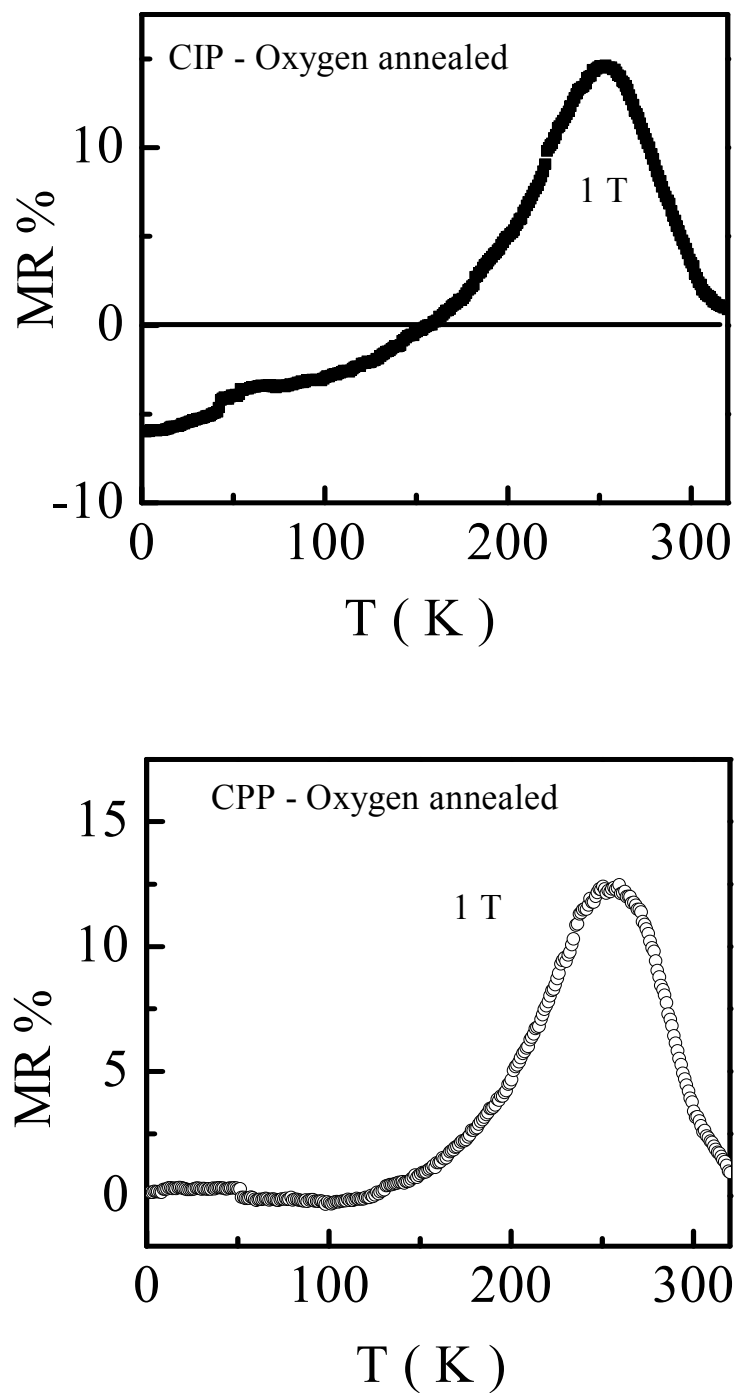 CIP - Oxygen annealed
10
1 T
MR %
0
-10
0 100 200 300
T ( K )
CPP - Oxygen annealed
15
1 T
10
MR %
5
0
0 100 200 300
T ( K )